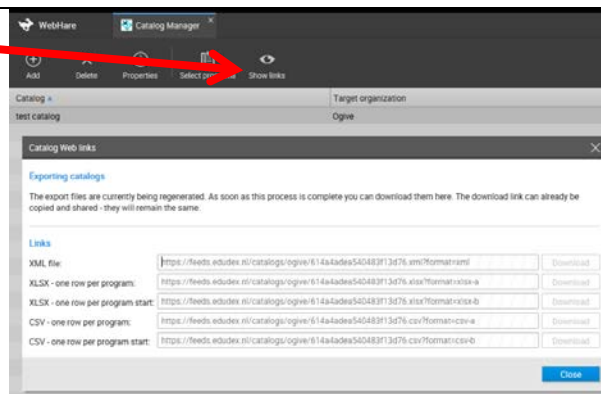 WebHare
Catalog Manager
Add Delete Properties Select programs Show links
Catalog Target organization
test catalog Ogive
Catalog Web links
Exporting catalogs
The export files are currently being regenerated. As soon as this process is complete you can download them here. The download link can already be
copied and shared - they will remain the same.
Links
XML file: https://feeds.edudex.nl/catalogs/ogive/614a4adea540483f13d76.xml?format=xml Download
XLSX - one row per program: https://feeds.edudex.nl/catalogs/ogive/614a4adea540483f13d76.xlsx?format=xlsx-a Download
XLSX - one row per program start: https://feeds.edudex.nl/catalogs/ogive/614a4adea540483f13d76.xlsx?format=xlsx-b Download
CSV - one row per program: https://feeds.edudex.nl/catalogs/ogive/614a4adea540483f13d76.csv?format=csv-a Download
CSV - one row per program start: https://feeds.edudex.nl/catalogs/ogive/614a4adea540483f13d76.csv?format=csv-b Download
Close